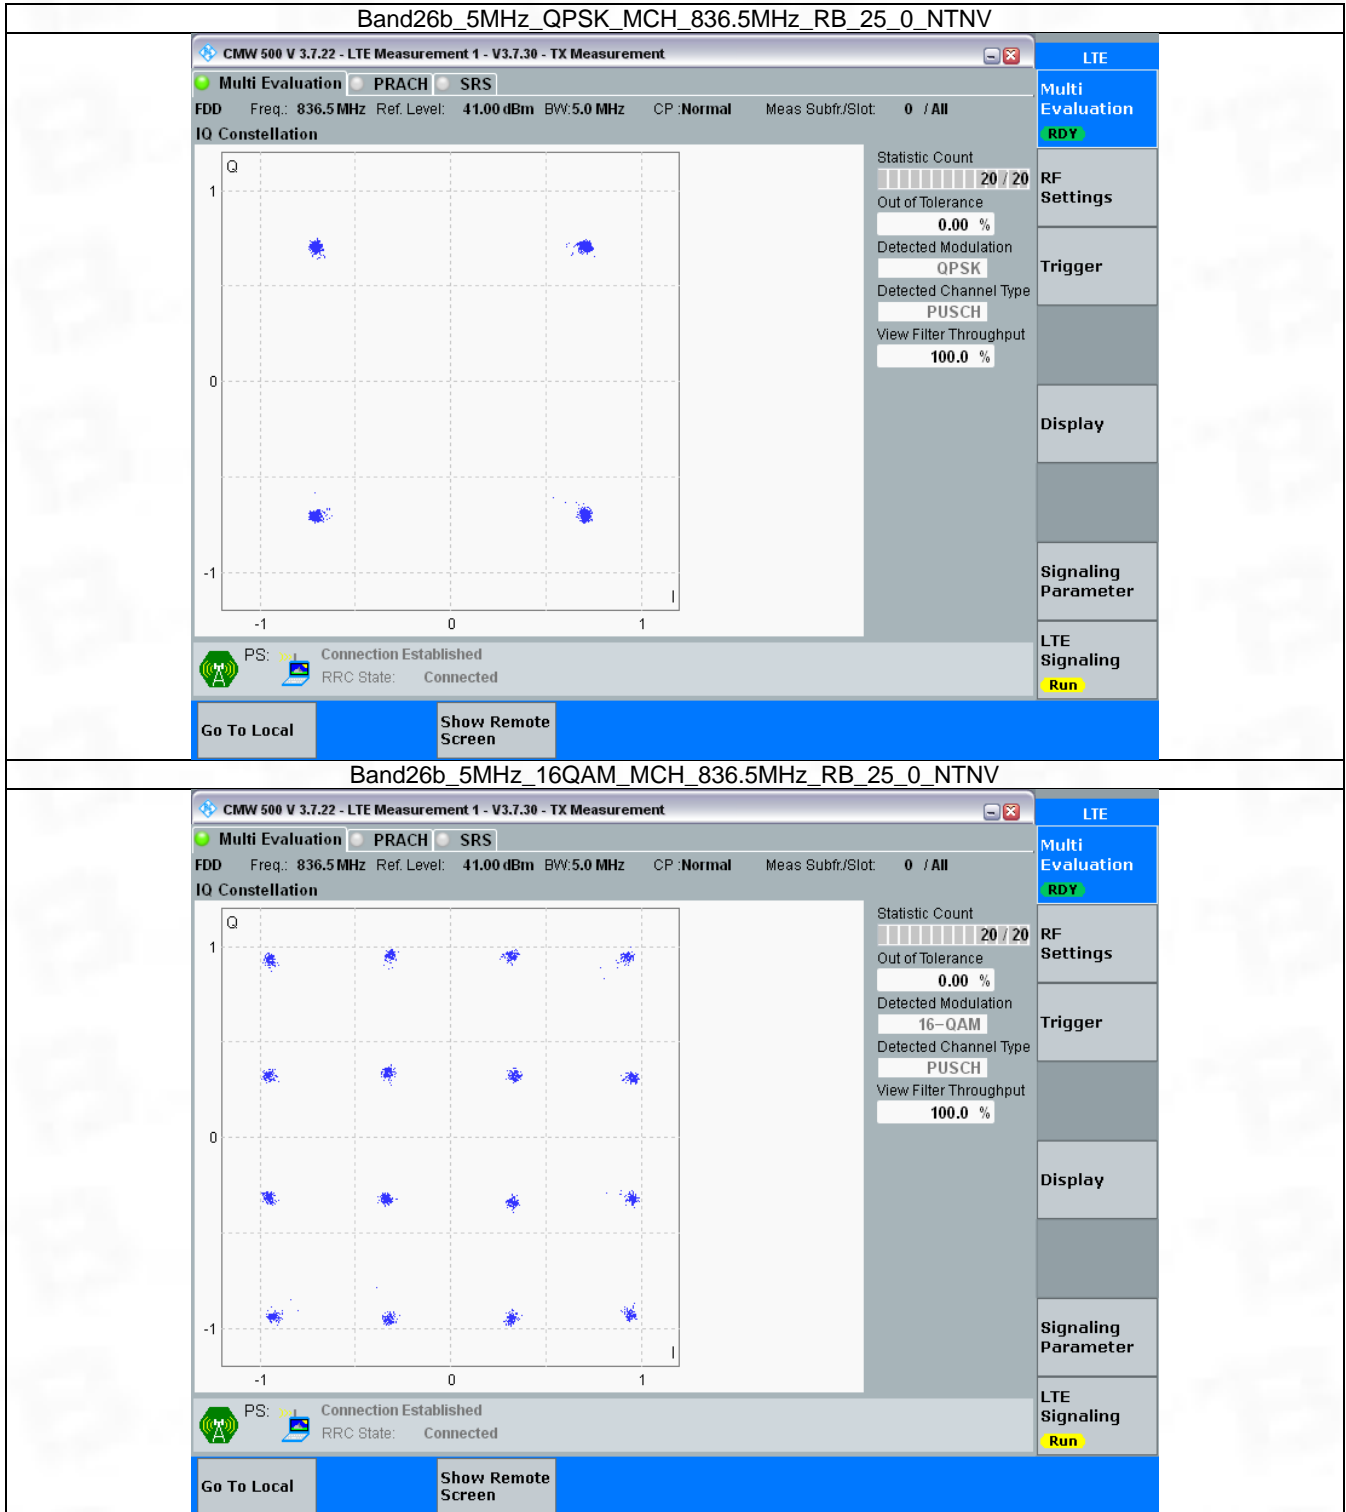 Band26b_5MHz_QPSK_MCH_836.5MHz_RB_25_0_NTNV
CMW 500 V 3.7.22 - LTE Measurement 1 - V3.7.30 - TX Measurement
LTE
Multi Evaluation PRACH SRS
Multi
Evaluation
RDY
FDD Freq.: 836.5 MHz Ref. Level: 41.00 dBm BW:5.0 MHz CP :Normal Meas Subfr./Slot: 0 / All
IQ Constellation
Q
1
0
-1
I
-1 0 1
Statistic Count
20 / 20
Out of Tolerance
0.00 %
Detected Modulation
QPSK
Detected Channel Type
PUSCH
View Filter Throughput
100.0 %
RF
Settings
Trigger
Display
Signaling
Parameter
LTE
Signaling
Run
PS: Connection Established
RRC State: Connected
Go To Local
Show Remote
Screen
Band26b_5MHz_16QAM_MCH_836.5MHz_RB_25_0_NTNV
CMW 500 V 3.7.22 - LTE Measurement 1 - V3.7.30 - TX Measurement
LTE
Multi Evaluation PRACH SRS
Multi
Evaluation
RDY
FDD Freq.: 836.5 MHz Ref. Level: 41.00 dBm BW:5.0 MHz CP :Normal Meas Subfr./Slot: 0 / All
IQ Constellation
Q
1
0
-1
I
-1 0 1
Statistic Count
20 / 20
Out of Tolerance
0.00 %
Detected Modulation
16-QAM
Detected Channel Type
PUSCH
View Filter Throughput
100.0 %
RF
Settings
Trigger
Display
Signaling
Parameter
LTE
Signaling
Run
PS: Connection Established
RRC State: Connected
Go To Local
Show Remote
Screen